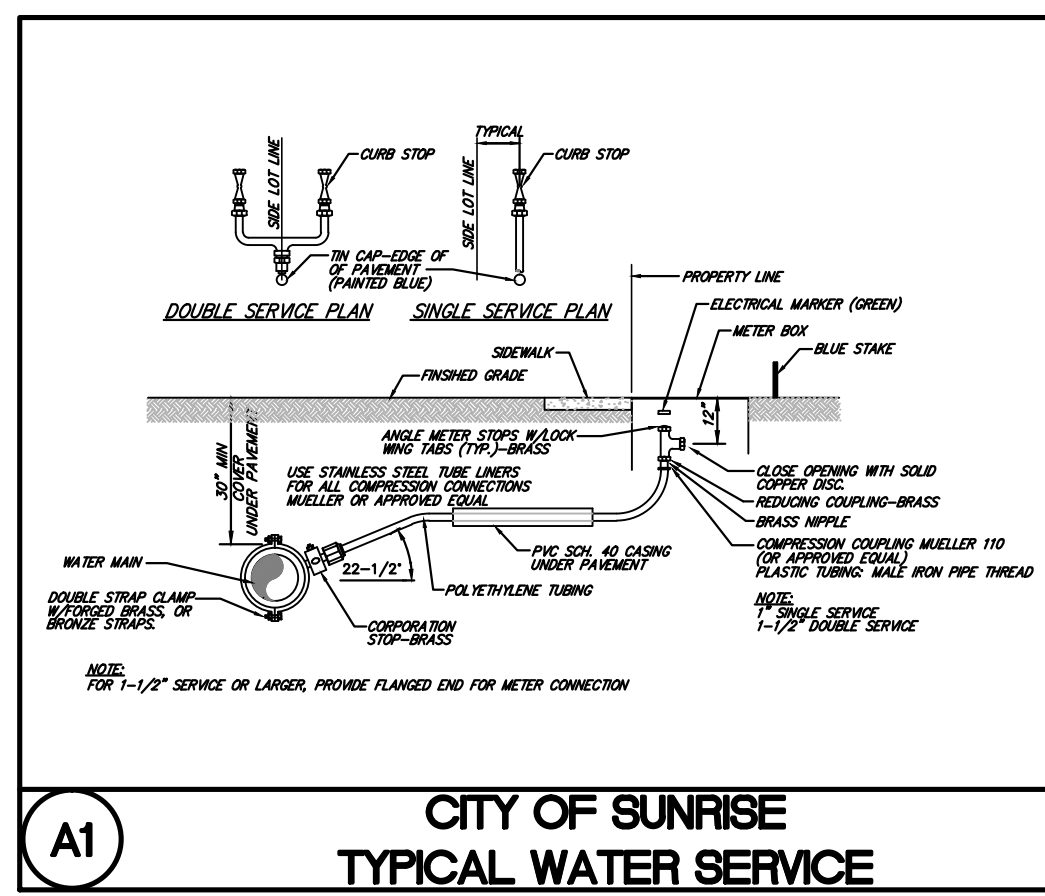 TYPICAL
SIDE LOT LINE
CURB STOP
SIDE LOT LINE
CURB STOP
TIN CAP-EDGE OF
OF PAVEMENT
(PAINTED BLUE)
DOUBLE SERVICE PLAN
SINGLE SERVICE PLAN
PROPERTY LINE
ELECTRICAL MARKER (GREEN)
METER BOX
BLUE STAKE
SIDEWALK
FINSIHED GRADE
12"
30" MIN
COVER
UNDER PAVEMENT
ANGLE METER STOPS W/LOCK
WING TABS (TYP.)-BRASS
USE STAINLESS STEEL TUBE LINERS
FOR ALL COMPRESSION CONNECTIONS
MUELLER OR APPROVED EQUAL
CLOSE OPENING WITH SOLID
COPPER DISC.
REDUCING COUPLING-BRASS
BRASS NIPPLE
COMPRESSION COUPLING MUELLER 110
(OR APPROVED EQUAL)
PLASTIC TUBING: MALE IRON PIPE THREAD
WATER MAIN
22-1/2°
PVC SCH. 40 CASING
UNDER PAVEMENT
POLYETHYLENE TUBING
DOUBLE STRAP CLAMP
W/FORGED BRASS, OR
BRONZE STRAPS.
CORPORATION
STOP-BRASS
NOTE:
1" SINGLE SERVICE
1-1/2" DOUBLE SERVICE
NOTE:
FOR 1-1/2" SERVICE OR LARGER, PROVIDE FLANGED END FOR METER CONNECTION
A1
CITY OF SUNRISE
TYPICAL WATER SERVICE